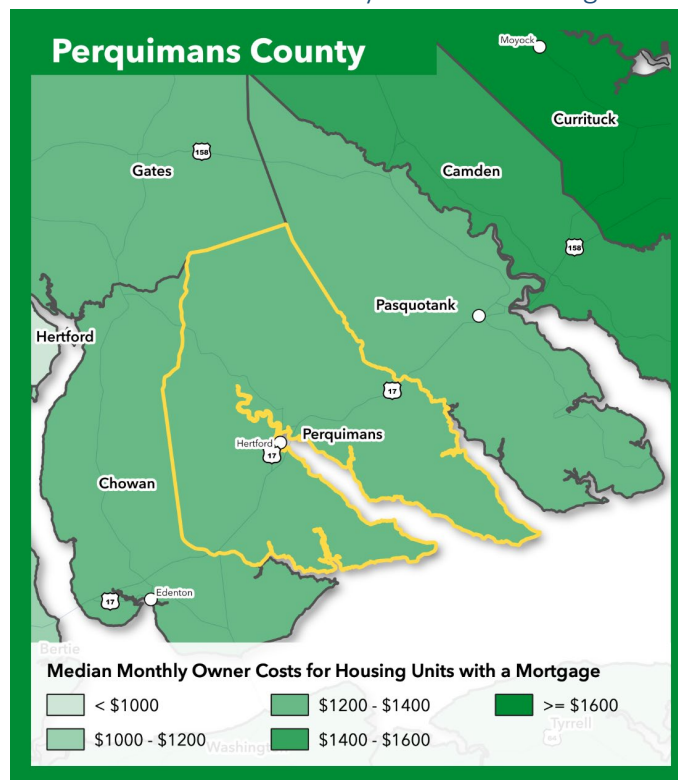 Perquimans County
Moyock
Currituck
158
Gates
Camden
158
Pasquotank
Hertford
17
Perquimans
Hertford
17
Chowan
Edenton
17
Bertie
Median Monthly Owner Costs for Housing Units with a Mortgage
< $1000
$1200 - $1400
>= $1600
Tyrrell
$1000 - $1200
Washington
$1400 - $1600